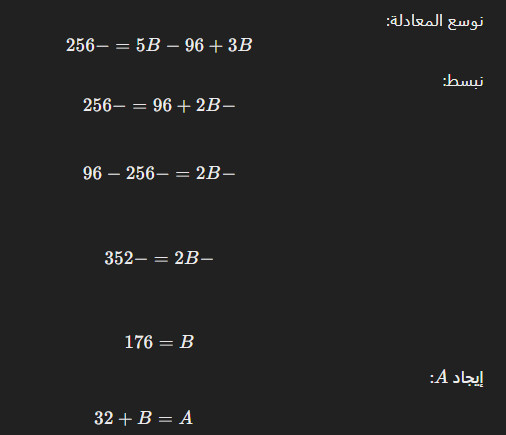 نوسع المعادلة:
256− = 5B − 96 + 3B
نبسط:
256− = 96 + 2B−
96 − 256− = 2B−
352− = 2B−
176 = B
إيجاد A:
32 + B = A